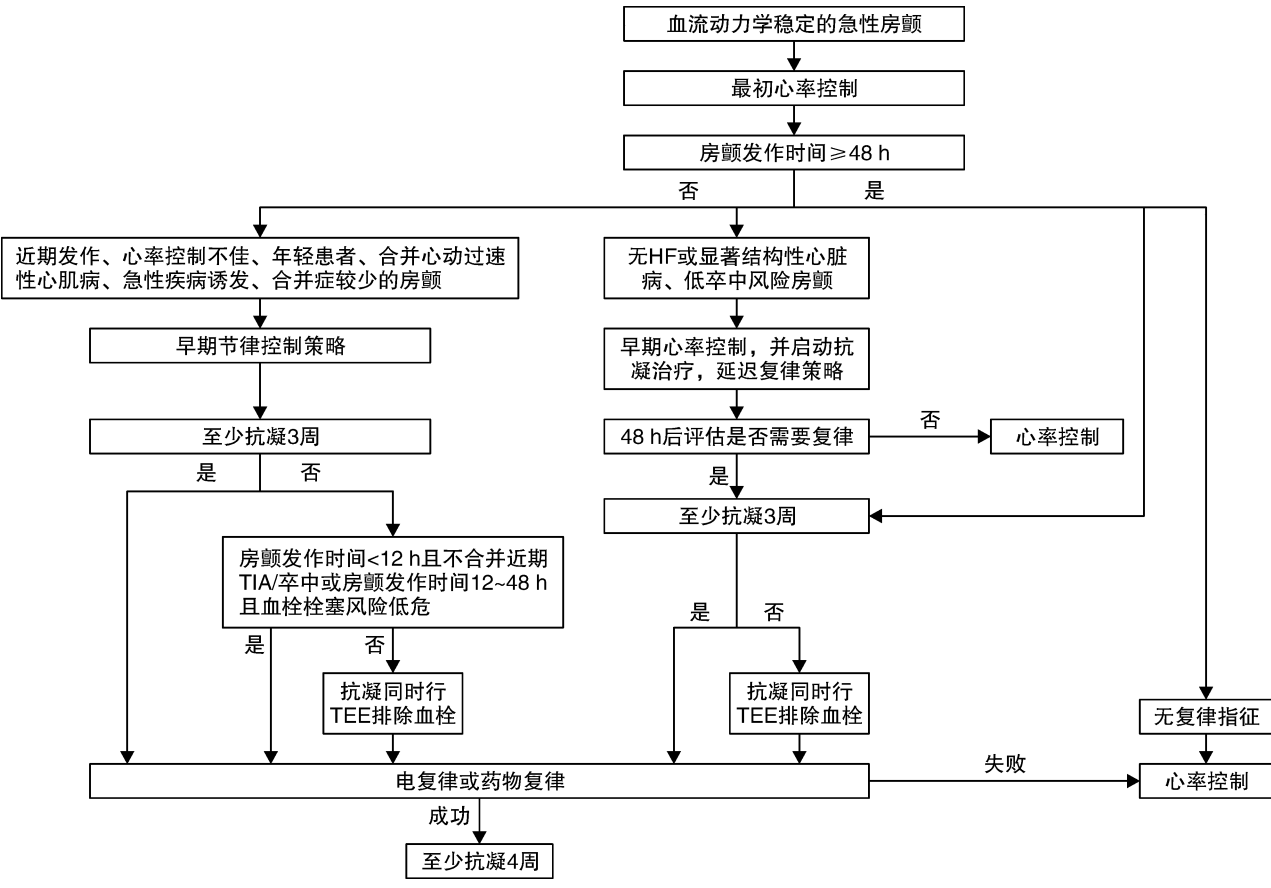 血流动力学稳定的急性房颤
最初心率控制
房颤发作时间≥48 h
否
是
近期发作、心率控制不佳、年轻患者、合并心动过速
性心肌病、急性疾病诱发、合并症较少的房颤
无HF或显著结构性心脏
病、低卒中风险房颤
早期节律控制策略
早期心率控制，并启动抗
凝治疗，延迟复律策略
至少抗凝3周
48 h后评估是否需要复律
否
心率控制
是
否
是
至少抗凝3周
房颤发作时间<12 h且不合并近期
TIA/卒中或房颤发作时间12~48 h
且血栓栓塞风险低危
是
否
是
否
抗凝同时行
TEE排除血栓
抗凝同时行
TEE排除血栓
无复律指征
电复律或药物复律
失败
心率控制
成功
至少抗凝4周